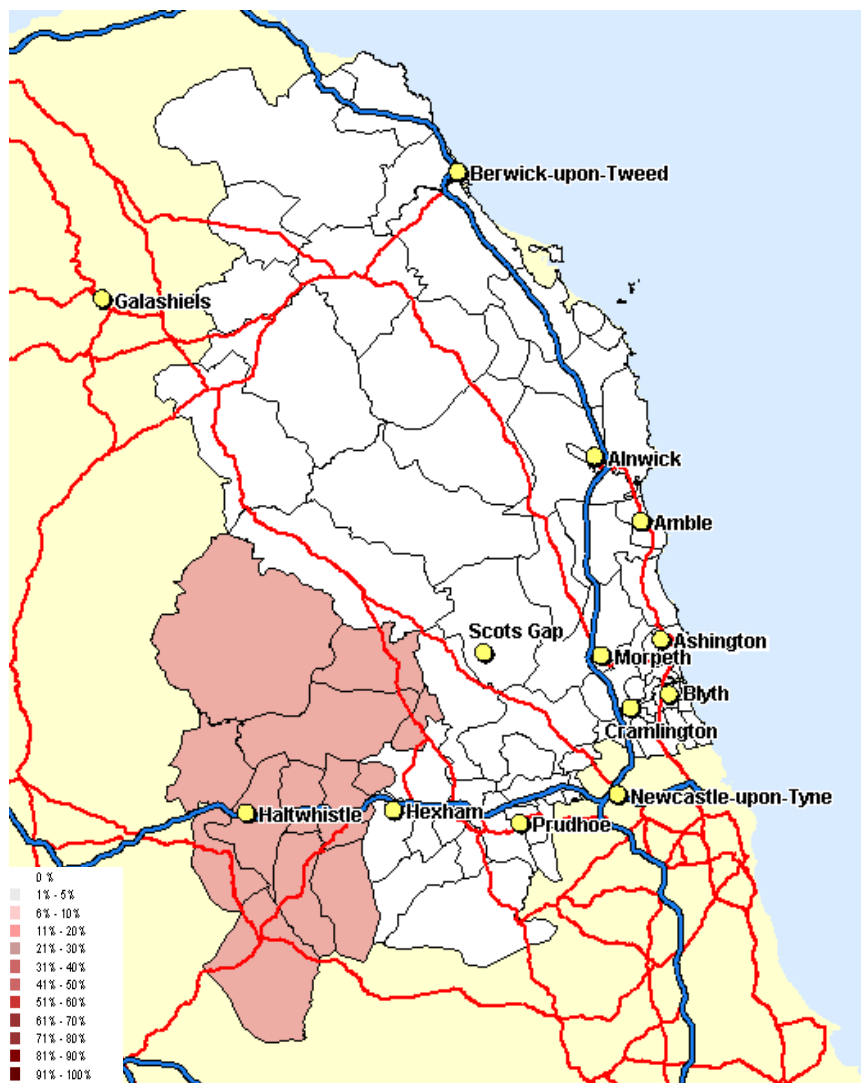 Berwick-upon-Tweed
Galashiels
Alnwick
Amble
Scots Gap
Ashington
Morpeth
Blyth
Cramlington
Newcastle-upon-Tyne
Haltwhistle
Hexham
Prudhoe
0 %
1% - 5%
6% - 10%
11% - 20%
21% - 30%
31% - 40%
41% - 50%
51% - 60%
61% - 70%
71% - 80%
81% - 90%
91% - 100%